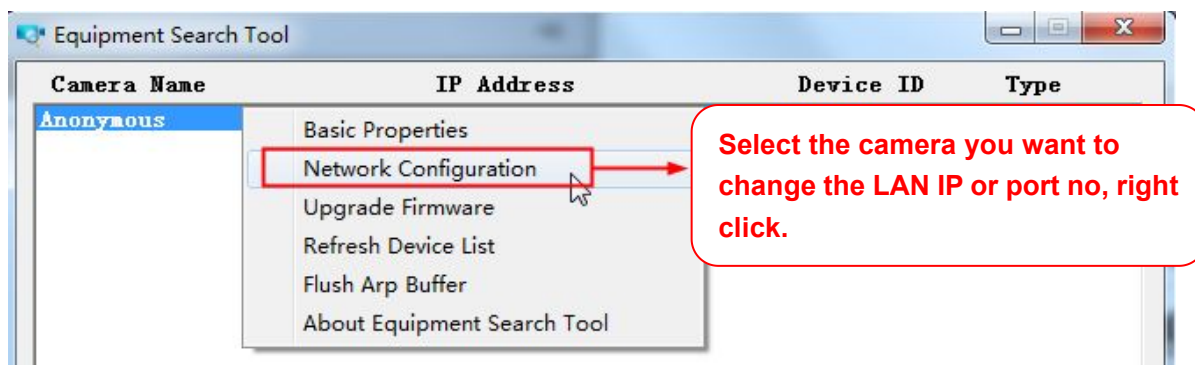 Equipment Search Tool
Camera Name IP Address Device ID Type
Anonymous
Basic Properties
Network Configuration
Upgrade Firmware
Refresh Device List
Flush Arp Buffer
About Equipment Search Tool
Select the camera you want to
change the LAN IP or port no, right
click.